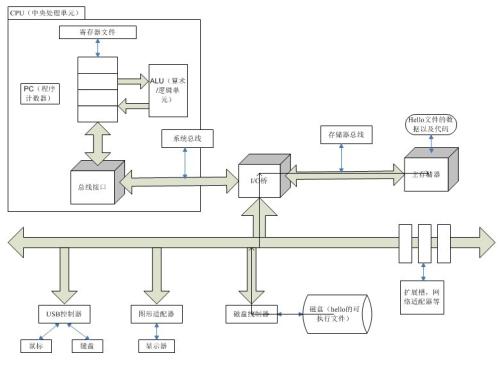 CPU（中央处理单元）
寄存器文件
PC（程序
计数器）
ALU（算术
/逻辑单
元）
系统总线
存储器总线
Hello文件的数
据以及代码
总线接口
I/O桥
主存储器
扩展槽，网
络适配器等
USB控制器
图形适配器
磁盘控制器
磁盘（hello的可
执行文件）
鼠标
键盘
显示器